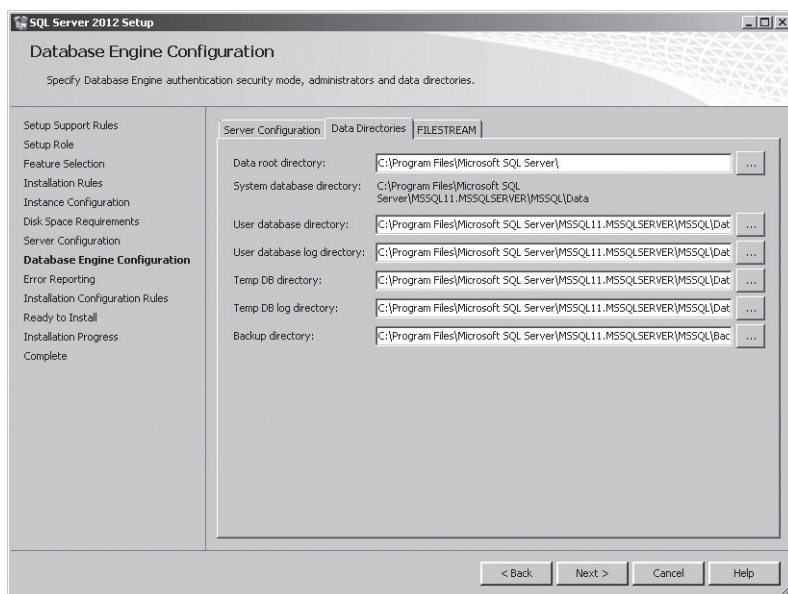 SQL Server 2012 Setup
Database Engine Configuration
Specify Database Engine authentication security mode, administrators and data directories.
Setup Support Rules
Setup Role
Feature Selection
Installation Rules
Instance Configuration
Disk Space Requirements
Server Configuration
Database Engine Configuration
Error Reporting
Installation Configuration Rules
Ready to Install
Installation Progress
Complete
Server Configuration Data Directories FILESTREAM
Data root directory: C:\Program Files\Microsoft SQL Server\ ...
System database directory: C:\Program Files\Microsoft SQL
Server\MSSQL11.MSSQLSERVER\MSSQL\Data
User database directory: C:\Program Files\Microsoft SQL Server\MSSQL11.MSSQLSERVER\MSSQL\Dat ...
User database log directory: C:\Program Files\Microsoft SQL Server\MSSQL11.MSSQLSERVER\MSSQL\Dat ...
Temp DB directory: C:\Program Files\Microsoft SQL Server\MSSQL11.MSSQLSERVER\MSSQL\Dat ...
Temp DB log directory: C:\Program Files\Microsoft SQL Server\MSSQL11.MSSQLSERVER\MSSQL\Dat ...
Backup directory: C:\Program Files\Microsoft SQL Server\MSSQL11.MSSQLSERVER\MSSQL\Bac ...
< Back Next > Cancel Help